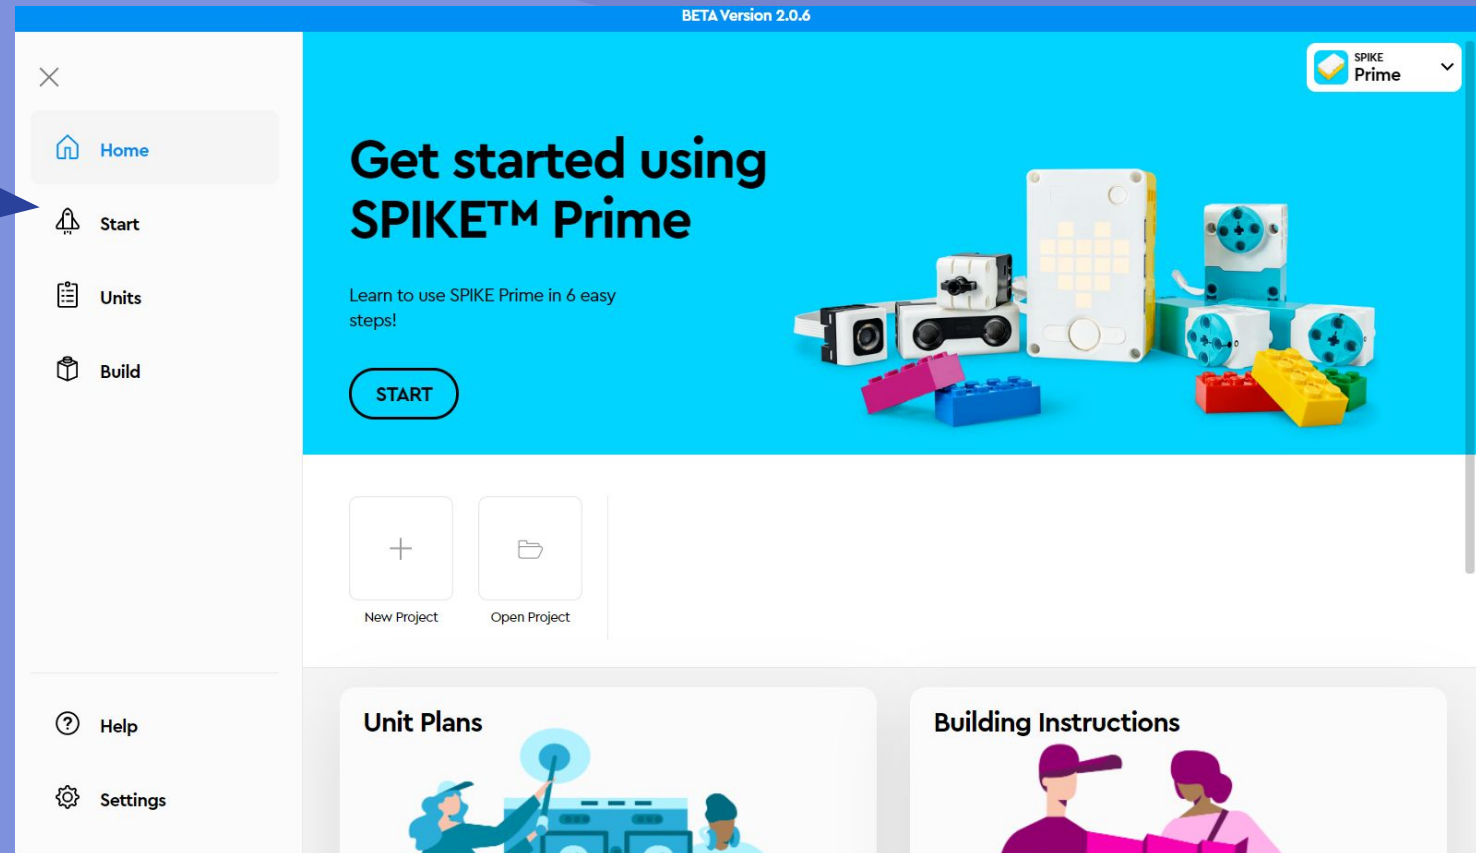 BETA Version 2.0.6
SPIKE
Prime
Home
Start
Units
Build
Help
Settings
Get started using
SPIKE™ Prime
Learn to use SPIKE Prime in 6 easy
steps!
START
New Project
Open Project
Unit Plans
Building Instructions